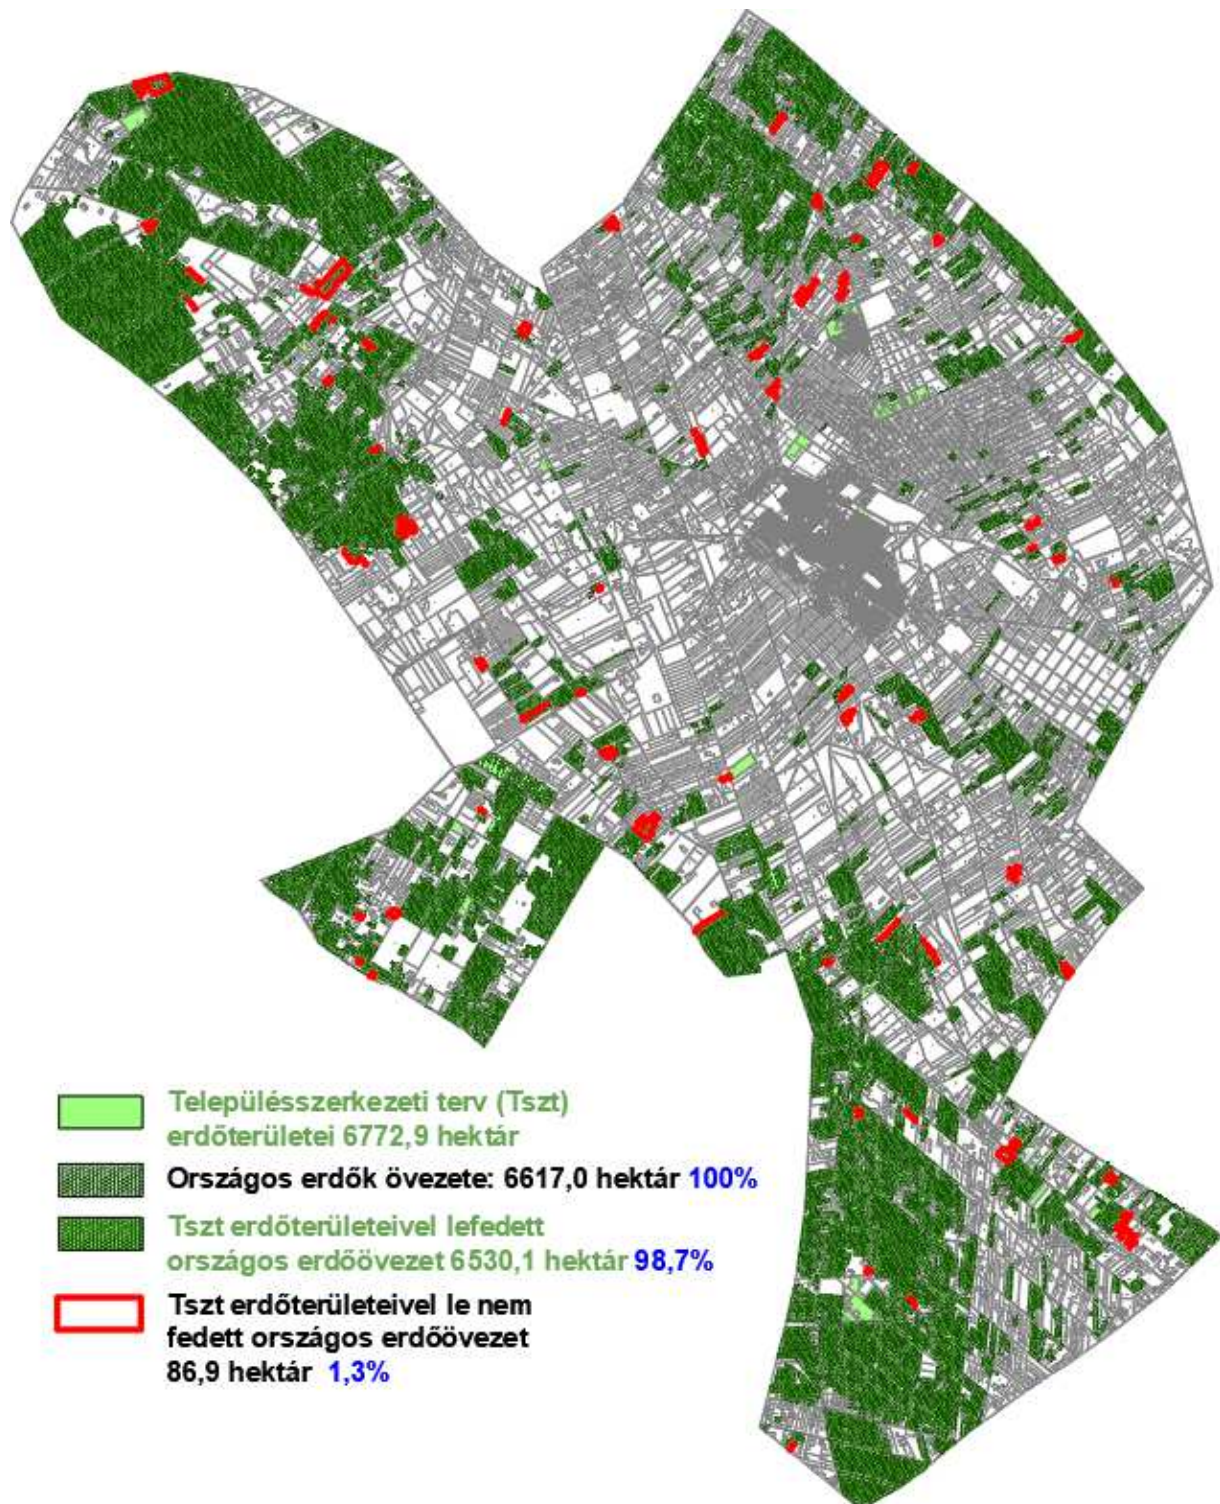 Településszerkezeti terv (Tszt)
erdőterületei 6772,9 hektár
Országos erdők övezete: 6617,0 hektár 100%
Tszt erdőterületeivel lefedett
országos erdőövezet 6530,1 hektár 98,7%
Tszt erdőterületeivel le nem
fedett országos erdőövezet
86,9 hektár 1,3%